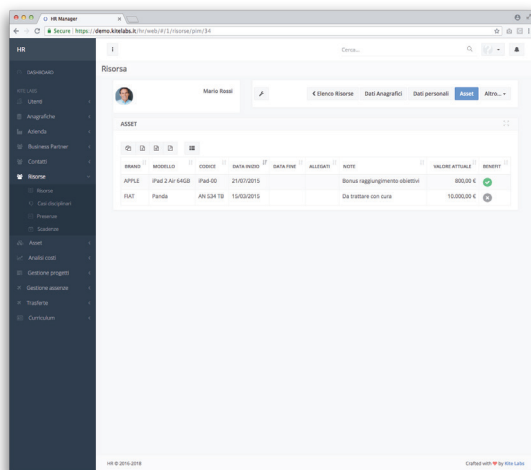 HR Manager
Secure | https://demo.kitelabs.it/hr/web/#/1/risorse/pim/34
HR
Cerca...
Risorsa
DASHBOARD
KITE LABS
Utenti
Anagrafiche
Azienda
Business Partner
Contatti
Risorse
Risorse
Casi disciplinari
Presenze
Scadenze
Asset
Analisi costi
Gestione progetti
Gestione assenze
Trasferte
Curriculum
Mario Rossi
Elenco Risorse Dati Anagrafici Dati personali Asset Altro...
ASSET
BRAND MODELLO CODICE DATA INIZIO DATA FINE ALLEGATI NOTE VALORE ATTUALE BENEFIT
APPLE iPad 2 Air 64GB iPad-00 21/07/2015 Bonus raggiungimento obiettivi 800,00 €
FIAT Panda AN 534 TB 15/03/2015 Da trattare con cura 10.000,00 €
HR © 2016-2018
Crafted with ❤ by Kite Labs